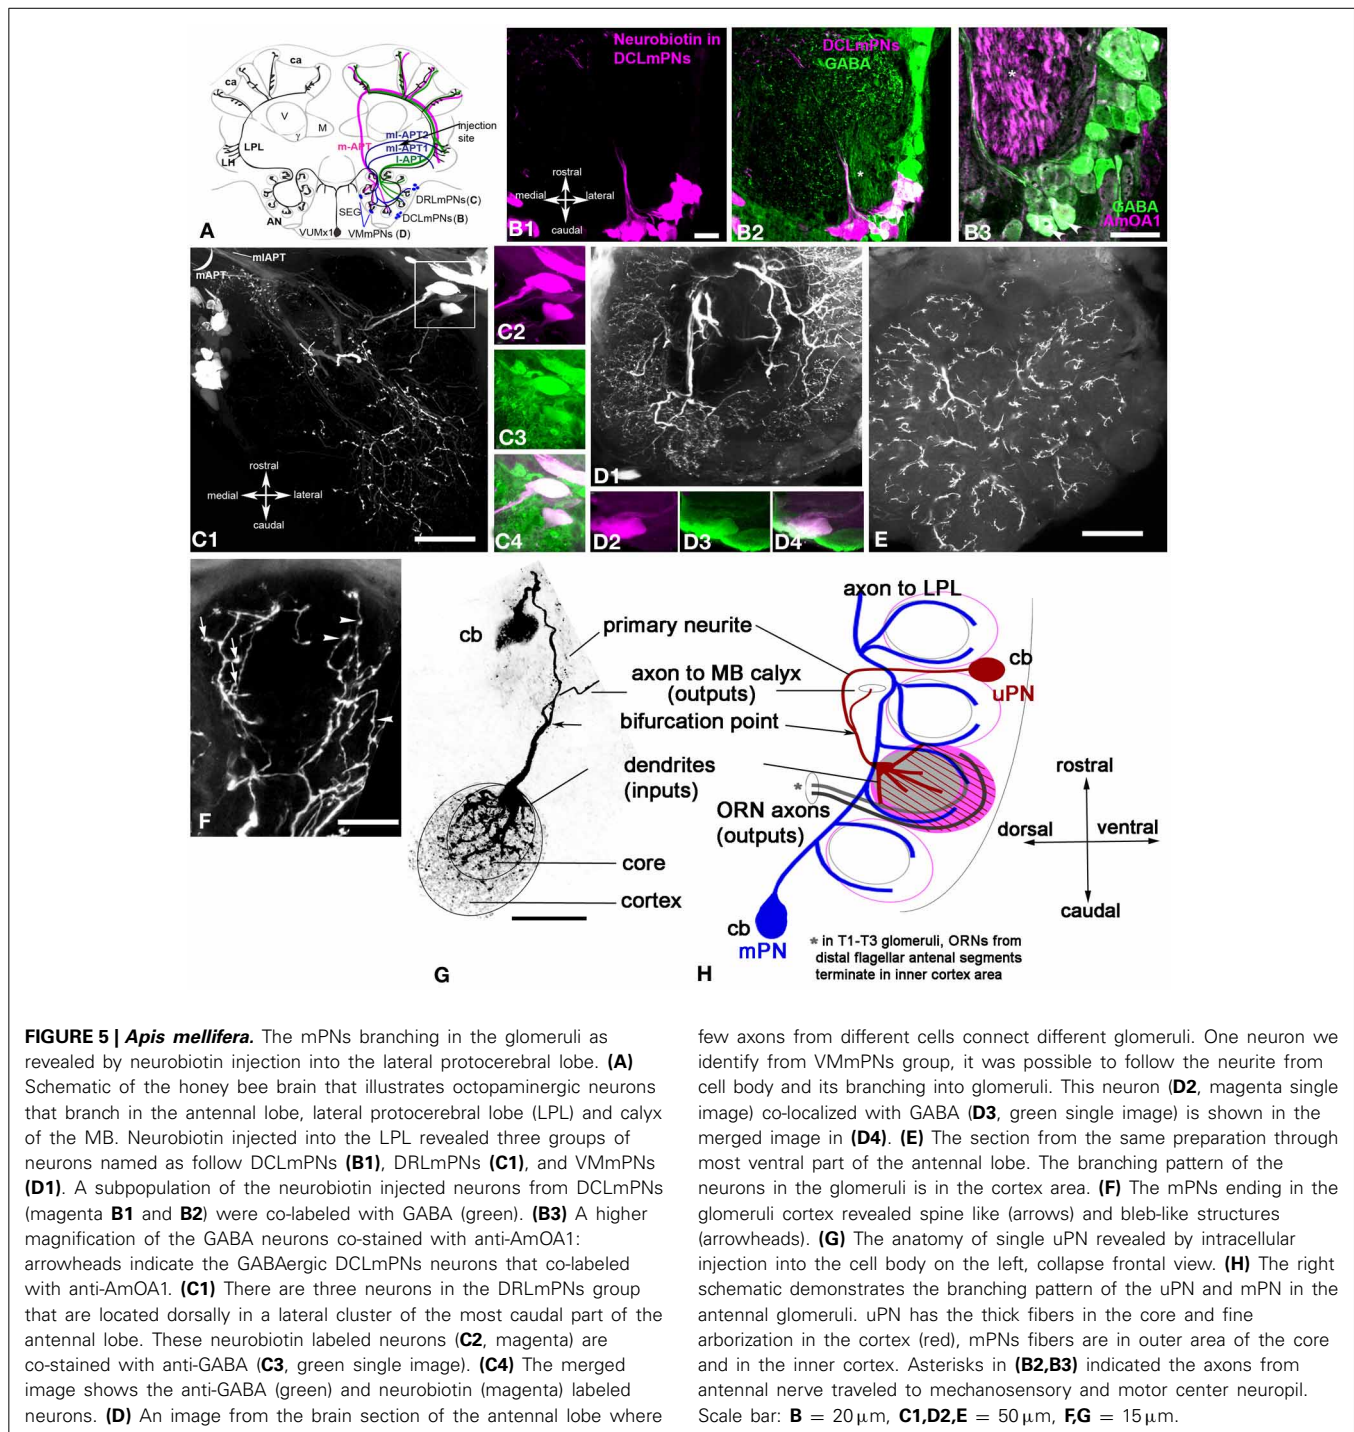 ca
ca
V
M
γ
ml-APT2
injection
site
m-APT
ml-APT1
l-APT
LPL
LH
DRLmPNs(C)
SEG
DCLmPNs (B)
AN
VUMx1
VMmPNs (D)
A
Neurobiotin in
DCLmPNs
rostral
medial
lateral
caudal
B1
DCLmPNs
GABA
*
B2
*
GABA
AmOA1
B3
mlAPT
mAPT
rostral
medial
lateral
caudal
C1
C2
C3
C4
D1
D2
D3
D4
E
F
cb
primary neurite
axon to MB calyx
(outputs)
bifurcation point
dendrites
(inputs)
ORN axons
(outputs)
core
cortex
G
axon to LPL
cb
uPN
*
rostral
dorsal
ventral
caudal
cb
mPN
* in T1-T3 glomeruli, ORNs from
distal flagellar antenal segments
terminate in inner cortex area
H
FIGURE 5 | Apis mellifera. The mPNs branching in the glomeruli as
revealed by neurobiotin injection into the lateral protocerebral lobe. (A)
Schematic of the honey bee brain that illustrates octopaminergic neurons
that branch in the antennal lobe, lateral protocerebral lobe (LPL) and calyx
of the MB. Neurobiotin injected into the LPL revealed three groups of
neurons named as follow DCLmPNs (B1), DRLmPNs (C1), and VMmPNs
(D1). A subpopulation of the neurobiotin injected neurons from DCLmPNs
(magenta B1 and B2) were co-labeled with GABA (green). (B3) A higher
magnification of the GABA neurons co-stained with anti-AmOA1:
arrowheads indicate the GABAergic DCLmPNs neurons that co-labeled
with anti-AmOA1. (C1) There are three neurons in the DRLmPNs group
that are located dorsally in a lateral cluster of the most caudal part of the
antennal lobe. These neurobiotin labeled neurons (C2, magenta) are
co-stained with anti-GABA (C3, green single image). (C4) The merged
image shows the anti-GABA (green) and neurobiotin (magenta) labeled
neurons. (D) An image from the brain section of the antennal lobe where
few axons from different cells connect different glomeruli. One neuron we
identify from VMmPNs group, it was possible to follow the neurite from
cell body and its branching into glomeruli. This neuron (D2, magenta single
image) co-localized with GABA (D3, green single image) is shown in the
merged image in (D4). (E) The section from the same preparation through
most ventral part of the antennal lobe. The branching pattern of the
neurons in the glomeruli is in the cortex area. (F) The mPNs ending in the
glomeruli cortex revealed spine like (arrows) and bleb-like structures
(arrowheads). (G) The anatomy of single uPN revealed by intracellular
injection into the cell body on the left, collapse frontal view. (H) The right
schematic demonstrates the branching pattern of the uPN and mPN in the
antennal glomeruli. uPN has the thick fibers in the core and fine
arborization in the cortex (red), mPNs fibers are in outer area of the core
and in the inner cortex. Asterisks in (B2,B3) indicated the axons from
antennal nerve traveled to mechanosensory and motor center neuropil.
Scale bar: B = 20 μm, C1,D2,E = 50 μm, F,G = 15 μm.